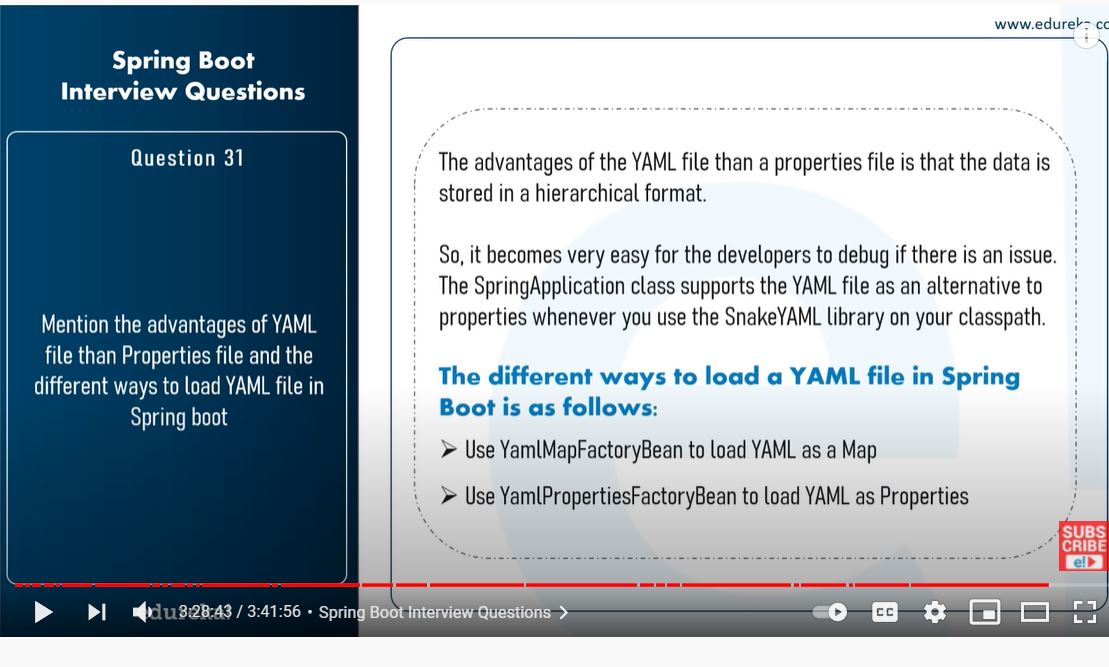 www.edureka.co
Spring Boot
Interview Questions
Question 31
Mention the advantages of YAML
file than Properties file and the
different ways to load YAML file in
Spring boot
The advantages of the YAML file than a properties file is that the data is
stored in a hierarchical format.
So, it becomes very easy for the developers to debug if there is an issue.
The SpringApplication class supports the YAML file as an alternative to
properties whenever you use the SnakeYAML library on your classpath.
The different ways to load a YAML file in Spring
Boot is as follows:
➢ Use YamlMapFactoryBean to load YAML as a Map
➢ Use YamlPropertiesFactoryBean to load YAML as Properties
SUBS
CRIBE
e!
edureka!
3:28:43 / 3:41:56 • Spring Boot Interview Questions
CC